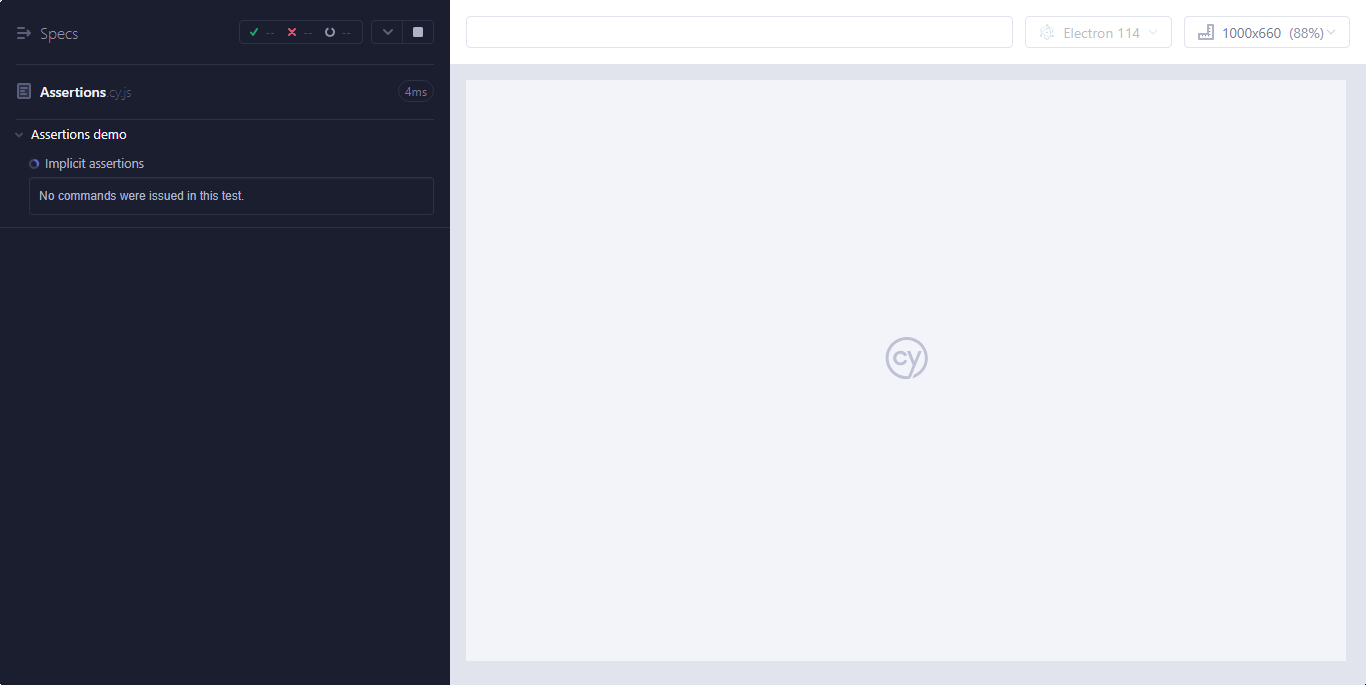 Specs
-- -- --
Electron 114
1000x660 (88%)
Assertions.cy.js
4ms
Assertions demo
Implicit assertions
No commands were issued in this test.
cy